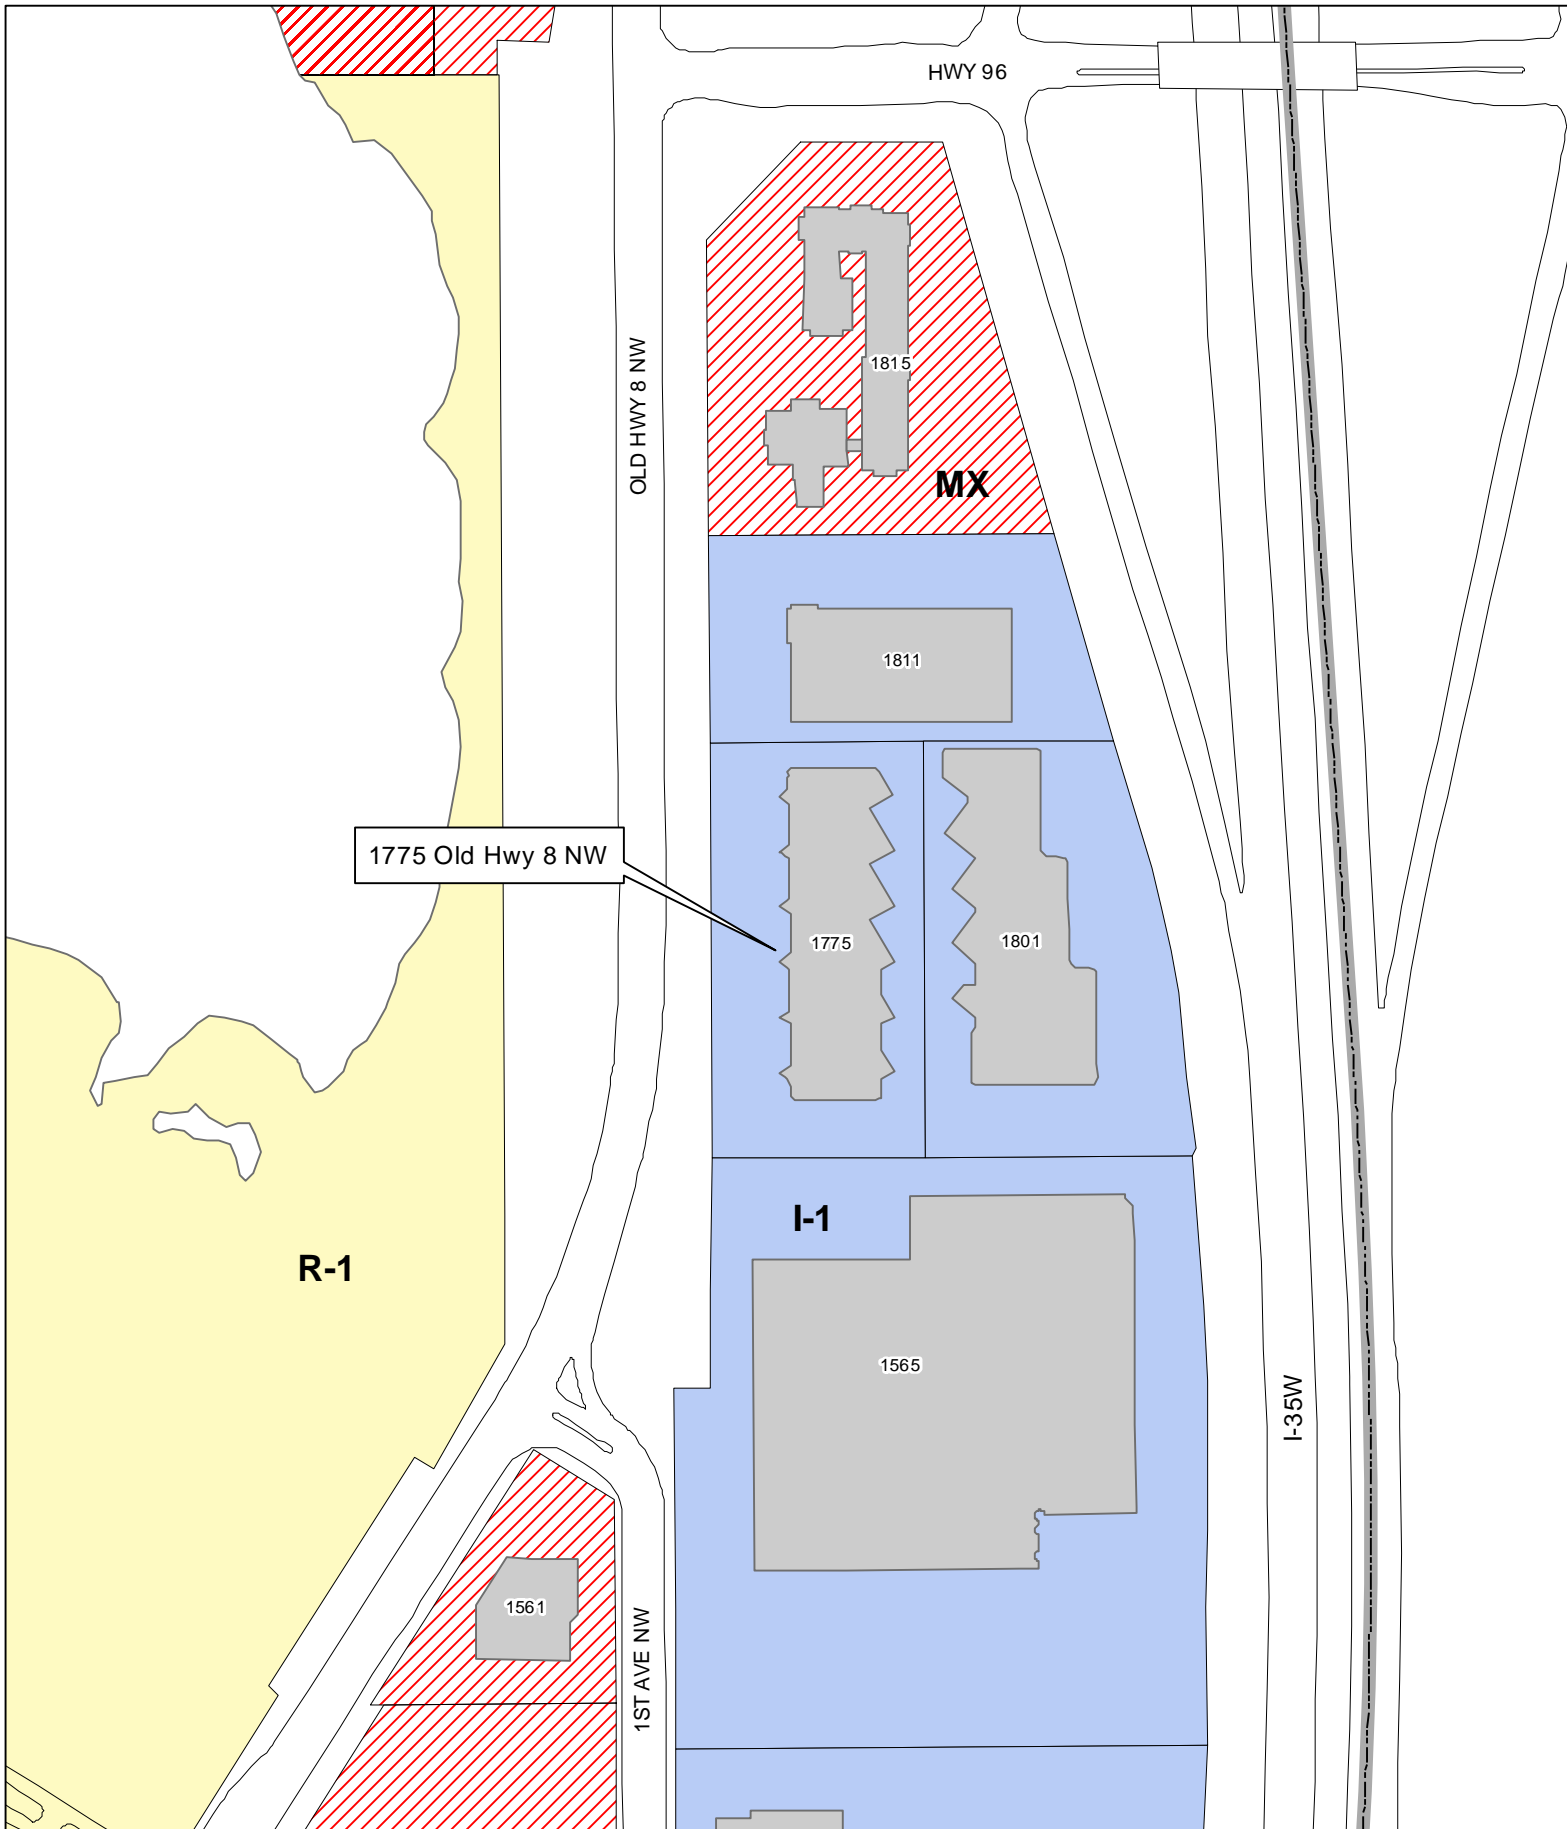 HWY 96
OLD HWY 8 NW
1815
MX
1811
1775 Old Hwy 8 NW
1775
1801
I-1
R-1
1565
I-35W
1561
1ST AVE NW